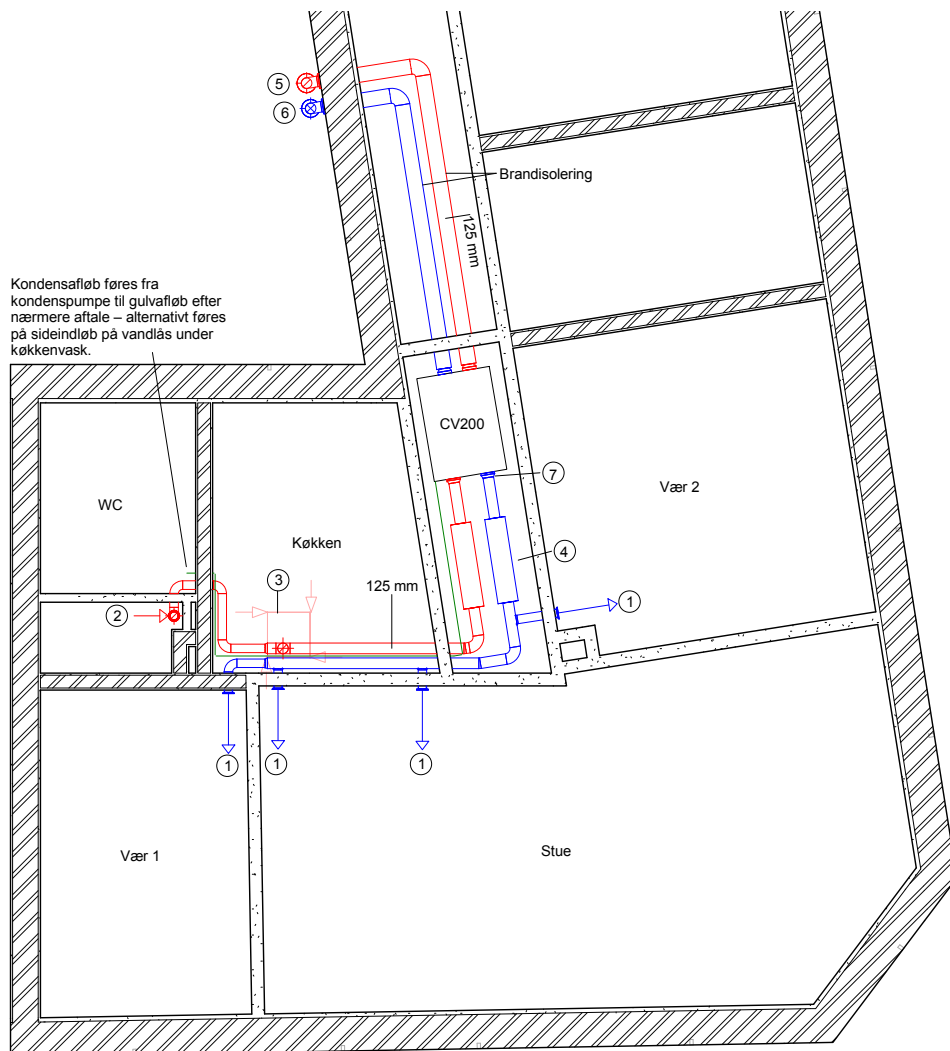 5
6
Brandisolering
125 mm
Kondensafløb føres fra
kondenspumpe til gulvafløb efter
nærmere aftale – alternativt føres
på sideindløb på vandlås under
køkkenvask.
CV200
7
Vær 2
WC
Køkken
4
3
125 mm
1
2
1
1
1
Vær 1
Stue